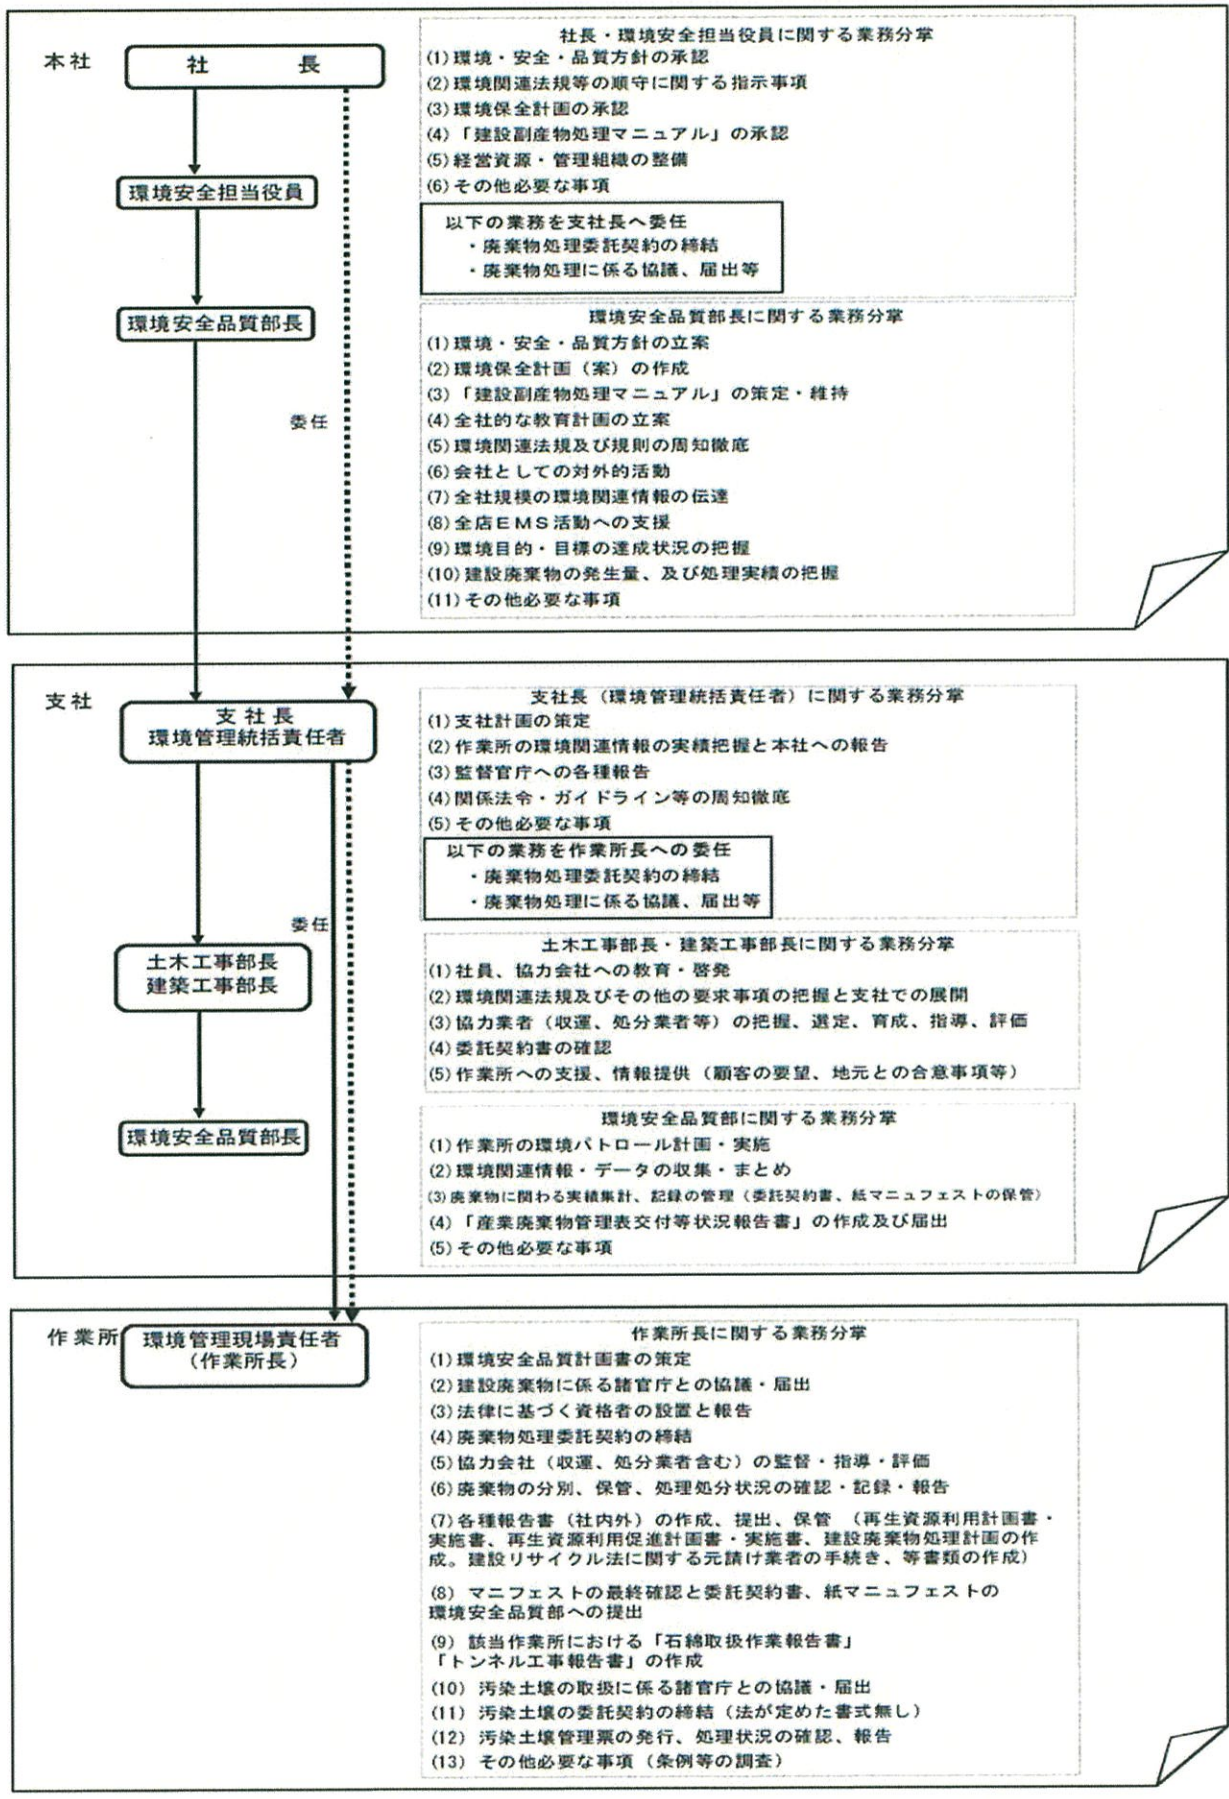 本社
社長
環境安全担当役員
環境安全品質部長
委任
社長・環境安全担当役員に関する業務分掌
(1)環境・安全・品質方針の承認
(2)環境関連法規等の順守に関する指示事項
(3)環境保全計画の承認
(4)「建設副産物処理マニュアル」の承認
(5)経営資源・管理組織の整備
(6)その他必要な事項
以下の業務を支社長へ委任
・廃棄物処理委託契約の締結
・廃棄物処理に係る協議、届出等
環境安全品質部長に関する業務分掌
(1)環境・安全・品質方針の立案
(2)環境保全計画（案）の作成
(3)「建設副産物処理マニュアル」の策定・維持
(4)全社的な教育計画の立案
(5)環境関連法規及び規則の周知徹底
(6)会社としての対外的活動
(7)全社規模の環境関連情報の伝達
(8)全店ＥＭＳ活動への支援
(9)環境目的・目標の達成状況の把握
(10)建設廃棄物の発生量、及び処理実績の把握
(11)その他必要な事項
支社
支社長
環境管理統括責任者
委任
土木工事部長
建築工事部長
環境安全品質部長
支社長（環境管理統括責任者）に関する業務分掌
(1)支社計画の策定
(2)作業所の環境関連情報の実績把握と本社への報告
(3)監督官庁への各種報告
(4)関係法令・ガイドライン等の周知徹底
(5)その他必要な事項
以下の業務を作業所長への委任
・廃棄物処理委託契約の締結
・廃棄物処理に係る協議、届出等
土木工事部長・建築工事部長に関する業務分掌
(1)社員、協力会社への教育・啓発
(2)環境関連法規及びその他の要求事項の把握と支社での展開
(3)協力業者（収運、処分業者等）の把握、選定、育成、指導、評価
(4)委託契約書の確認
(5)作業所への支援、情報提供（顧客の要望、地元との合意事項等）
環境安全品質部に関する業務分掌
(1)作業所の環境パトロール計画・実施
(2)環境関連情報・データの収集・まとめ
(3)廃棄物に関わる実績集計、記録の管理（委託契約書、紙マニュフェストの保管）
(4)「産業廃棄物管理表交付等状況報告書」の作成及び届出
(5)その他必要な事項
作業所
環境管理現場責任者
（作業所長）
作業所長に関する業務分掌
(1)環境安全品質計画書の策定
(2)建設廃棄物に係る諸官庁との協議・届出
(3)法律に基づく資格者の設置と報告
(4)廃棄物処理委託契約の締結
(5)協力会社（収運、処分業者含む）の監督・指導・評価
(6)廃棄物の分別、保管、処理処分状況の確認・記録・報告
(7)各種報告書（社内外）の作成、提出、保管　（再生資源利用計画書・
実施書、再生資源利用促進計画書・実施書、建設廃棄物処理計画の作
成。建設リサイクル法に関する元請け業者の手続き、等書類の作成）
(8) マニフェストの最終確認と委託契約書、紙マニュフェストの
環境安全品質部への提出
(9) 該当作業所における「石綿取扱作業報告書」
「トンネル工事報告書」の作成
(10) 汚染土壌の取扱に係る諸官庁との協議・届出
(11) 汚染土壌の委託契約の締結（法が定めた書式無し）
(12) 汚染土壌管理票の発行、処理状況の確認、報告
(13) その他必要な事項（条例等の調査）